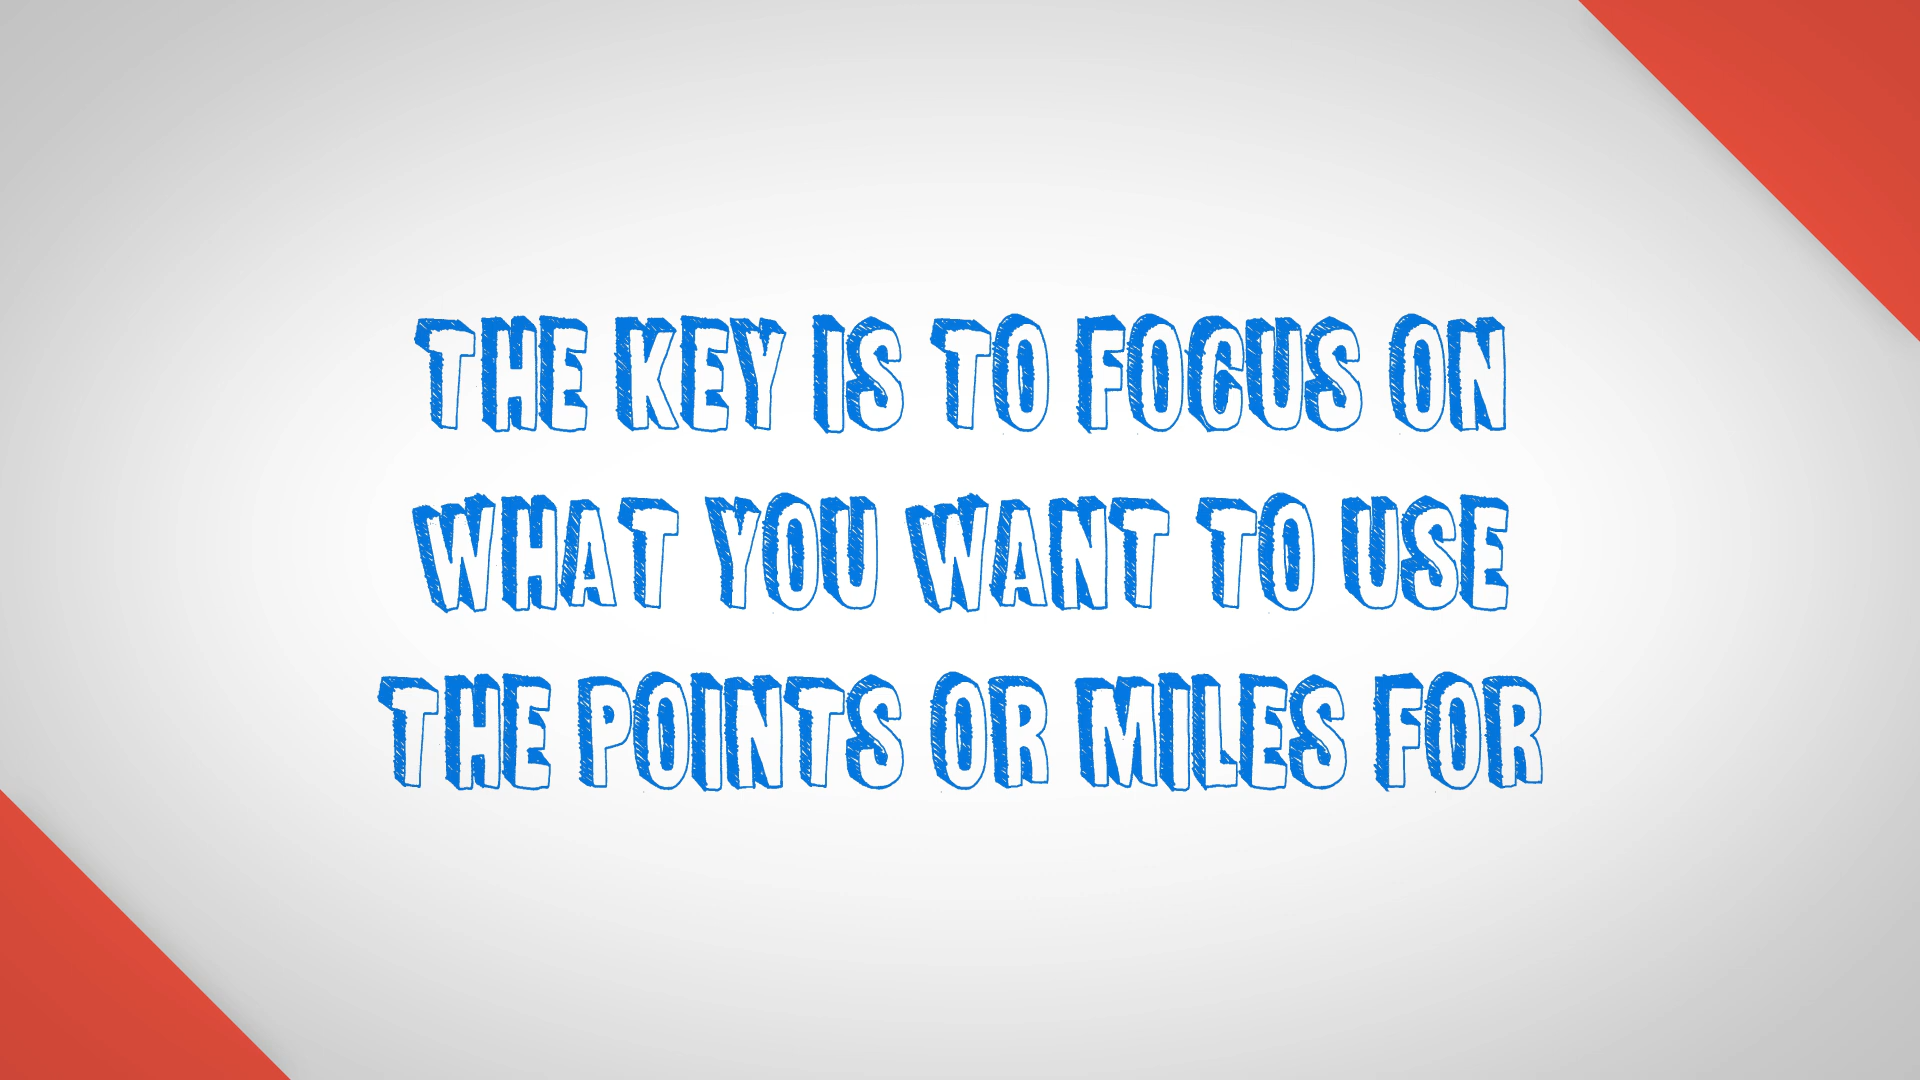 THE KEY IS TO FOCUS ON
WHAT YOU WANT TO USE
THE POINTS OR MILES FOR